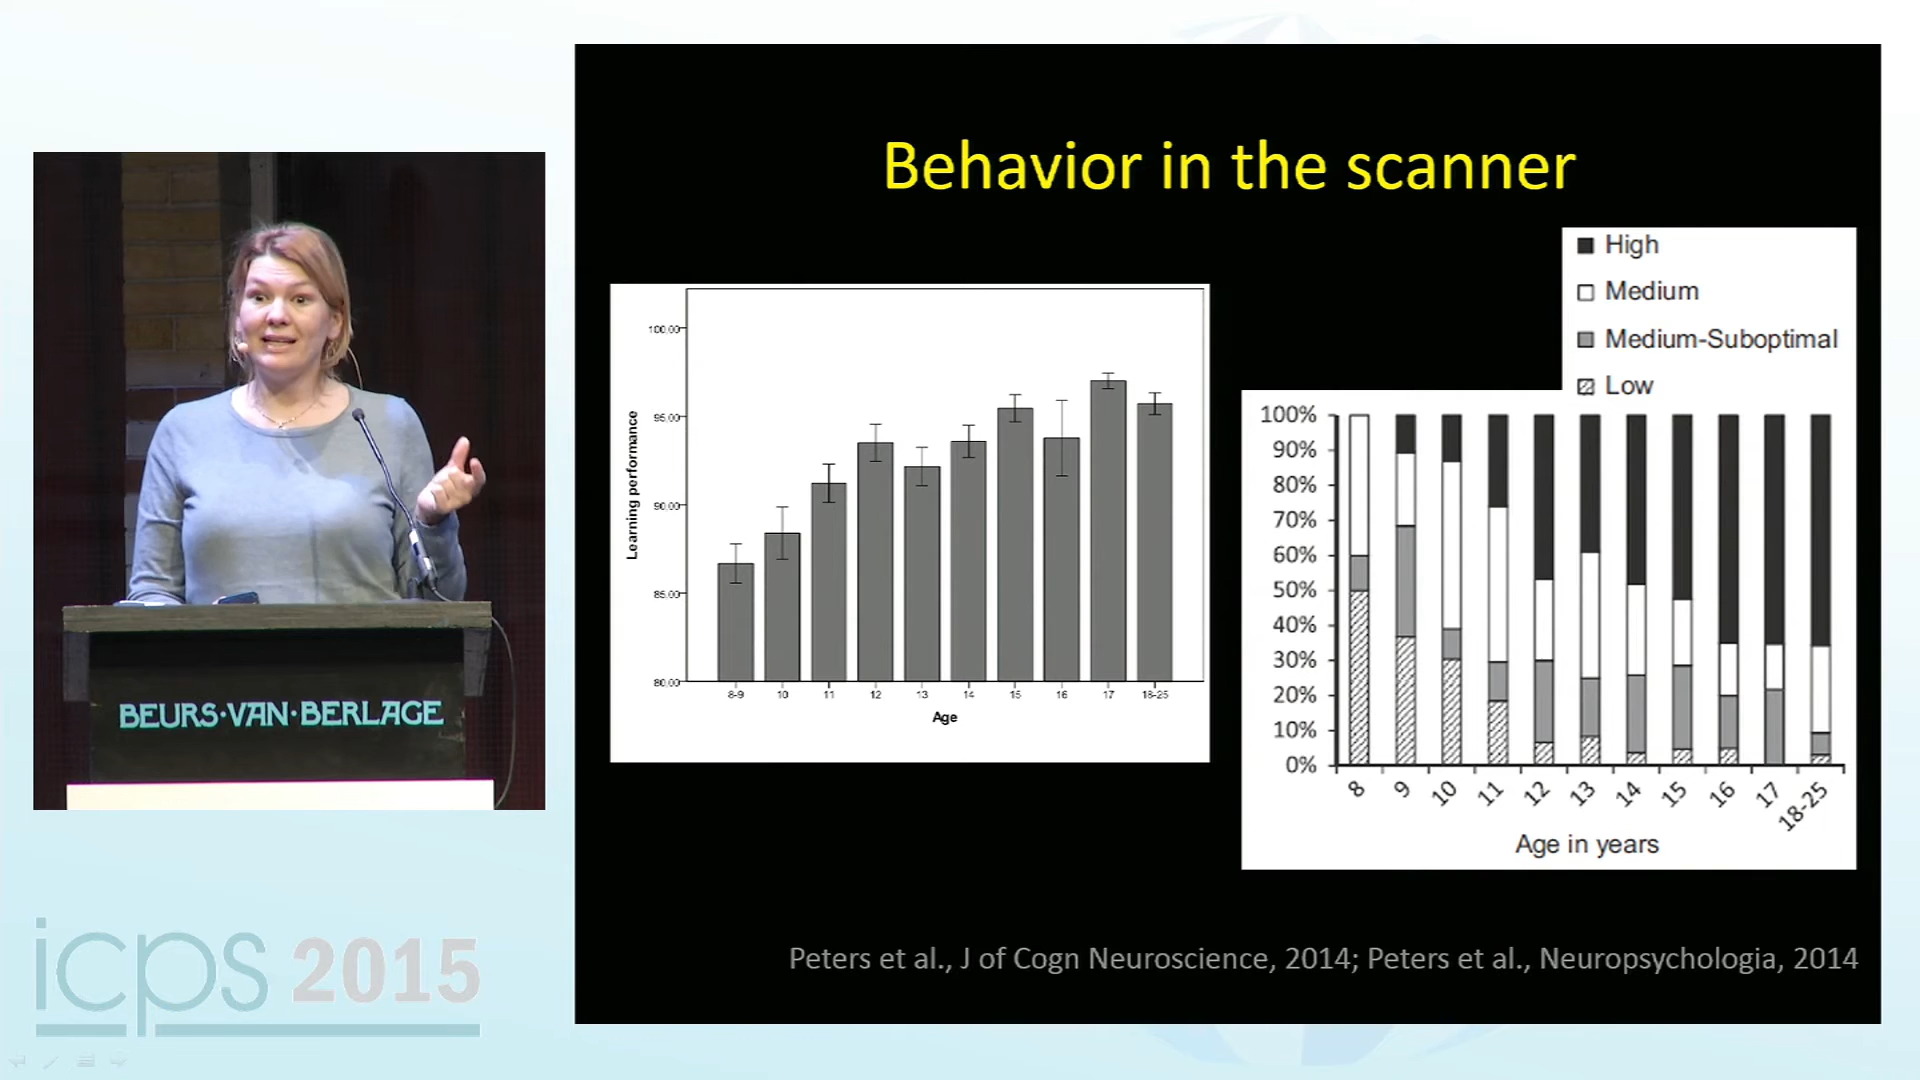 Behavior in the scanner
High
Medium
Medium-Suboptimal
Low
Learning performance
100.00
95.00
90.00
85.00
80.00
8-9 10 11 12 13 14 15 16 17 18-25
Age
100%
90%
80%
70%
60%
50%
40%
30%
20%
10%
0%
8 9 10 11 12 13 14 15 16 17 18-25
Age in years
BEURS·VAN·BERLAGE
Peters et al., J of Cogn Neuroscience, 2014; Peters et al., Neuropsychologia, 2014
icps 2015